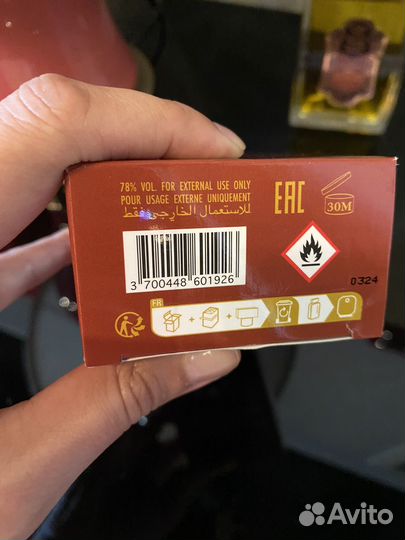 78% VOL. FOR EXTERNAL USE ONLY
POUR USAGE EXTERNE UNIQUEMENT
للاستعمال الخارجي فقط
EAC
30M
3 700448 601926
0324
FR
Avito